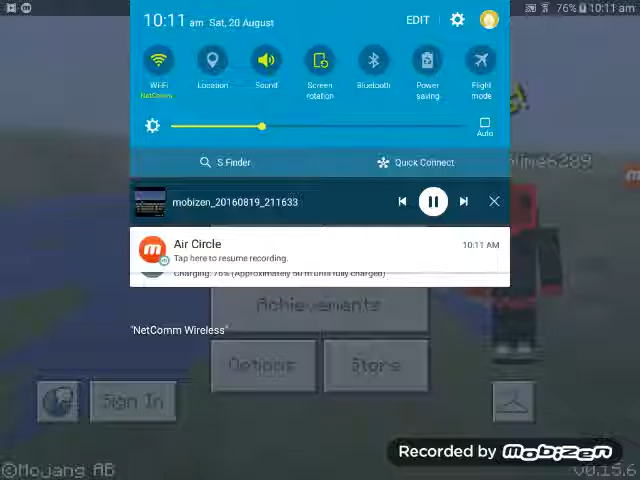 10:11 am Sat, 20 August
EDIT
76% 10:11 am
Wi-Fi
NetComm..
Location
Sound
Screen rotation
Bluetooth
Power saving
Flight mode
Auto
S Finder
Quick Connect
mobizen_20160819_211633
Air Circle
10:11 AM
Tap here to resume recording.
Charging: 76% (Approximately 50 m until fully charged)
Achievements
"NetComm Wireless"
Options
Store
Sign In
Recorded by mobizen
©Mojang AB
v0.15.6